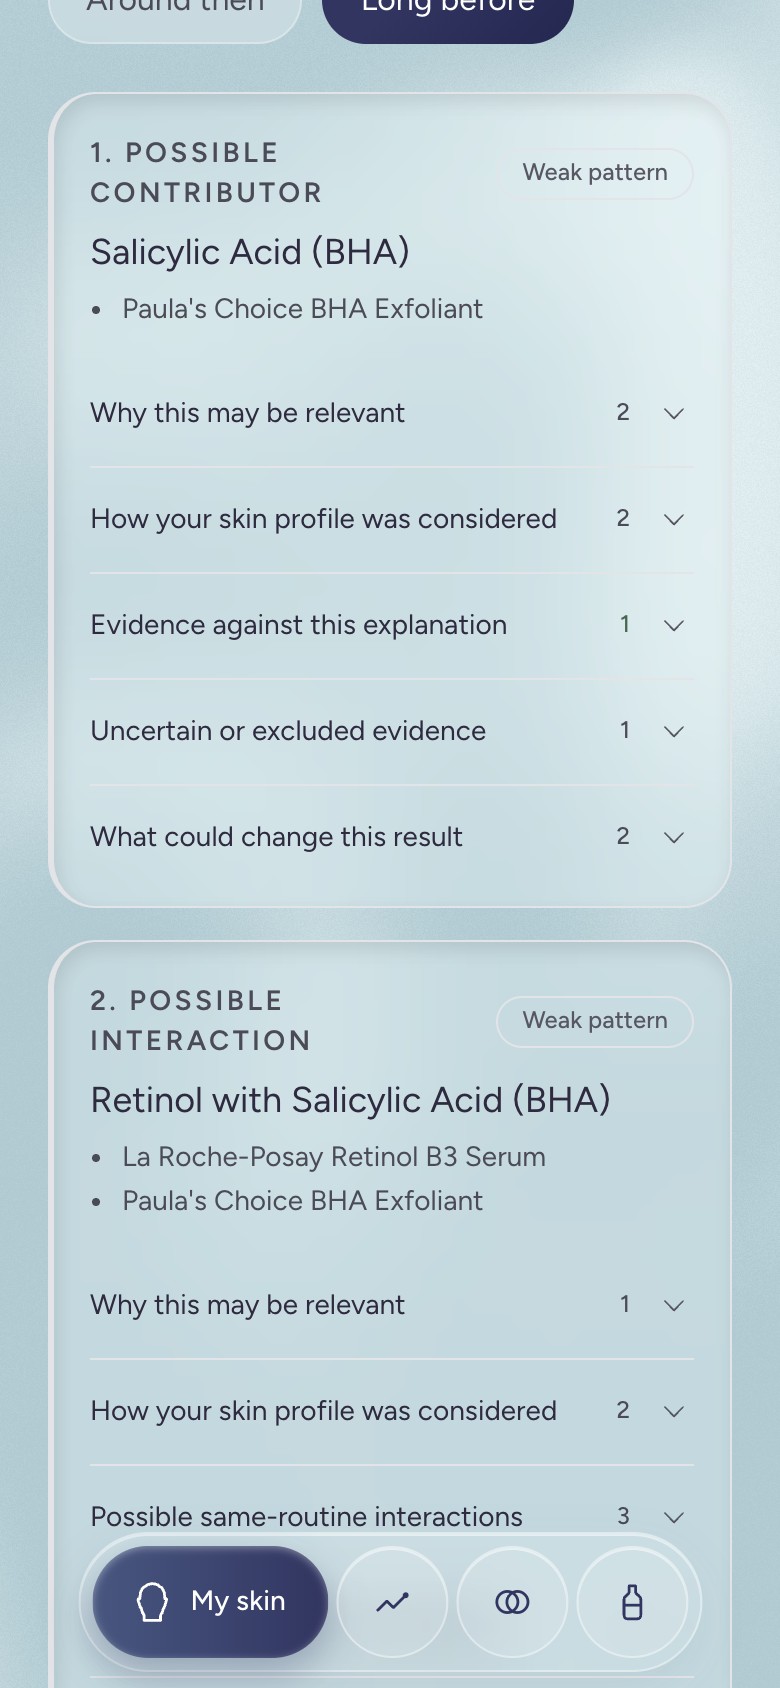 Around then
Long before
1. POSSIBLE
CONTRIBUTOR
Weak pattern
Salicylic Acid (BHA)
• Paula's Choice BHA Exfoliant
Why this may be relevant 2
How your skin profile was considered 2
Evidence against this explanation 1
Uncertain or excluded evidence 1
What could change this result 2
2. POSSIBLE
INTERACTION
Weak pattern
Retinol with Salicylic Acid (BHA)
• La Roche-Posay Retinol B3 Serum
• Paula's Choice BHA Exfoliant
Why this may be relevant 1
How your skin profile was considered 2
Possible same-routine interactions 3
My skin